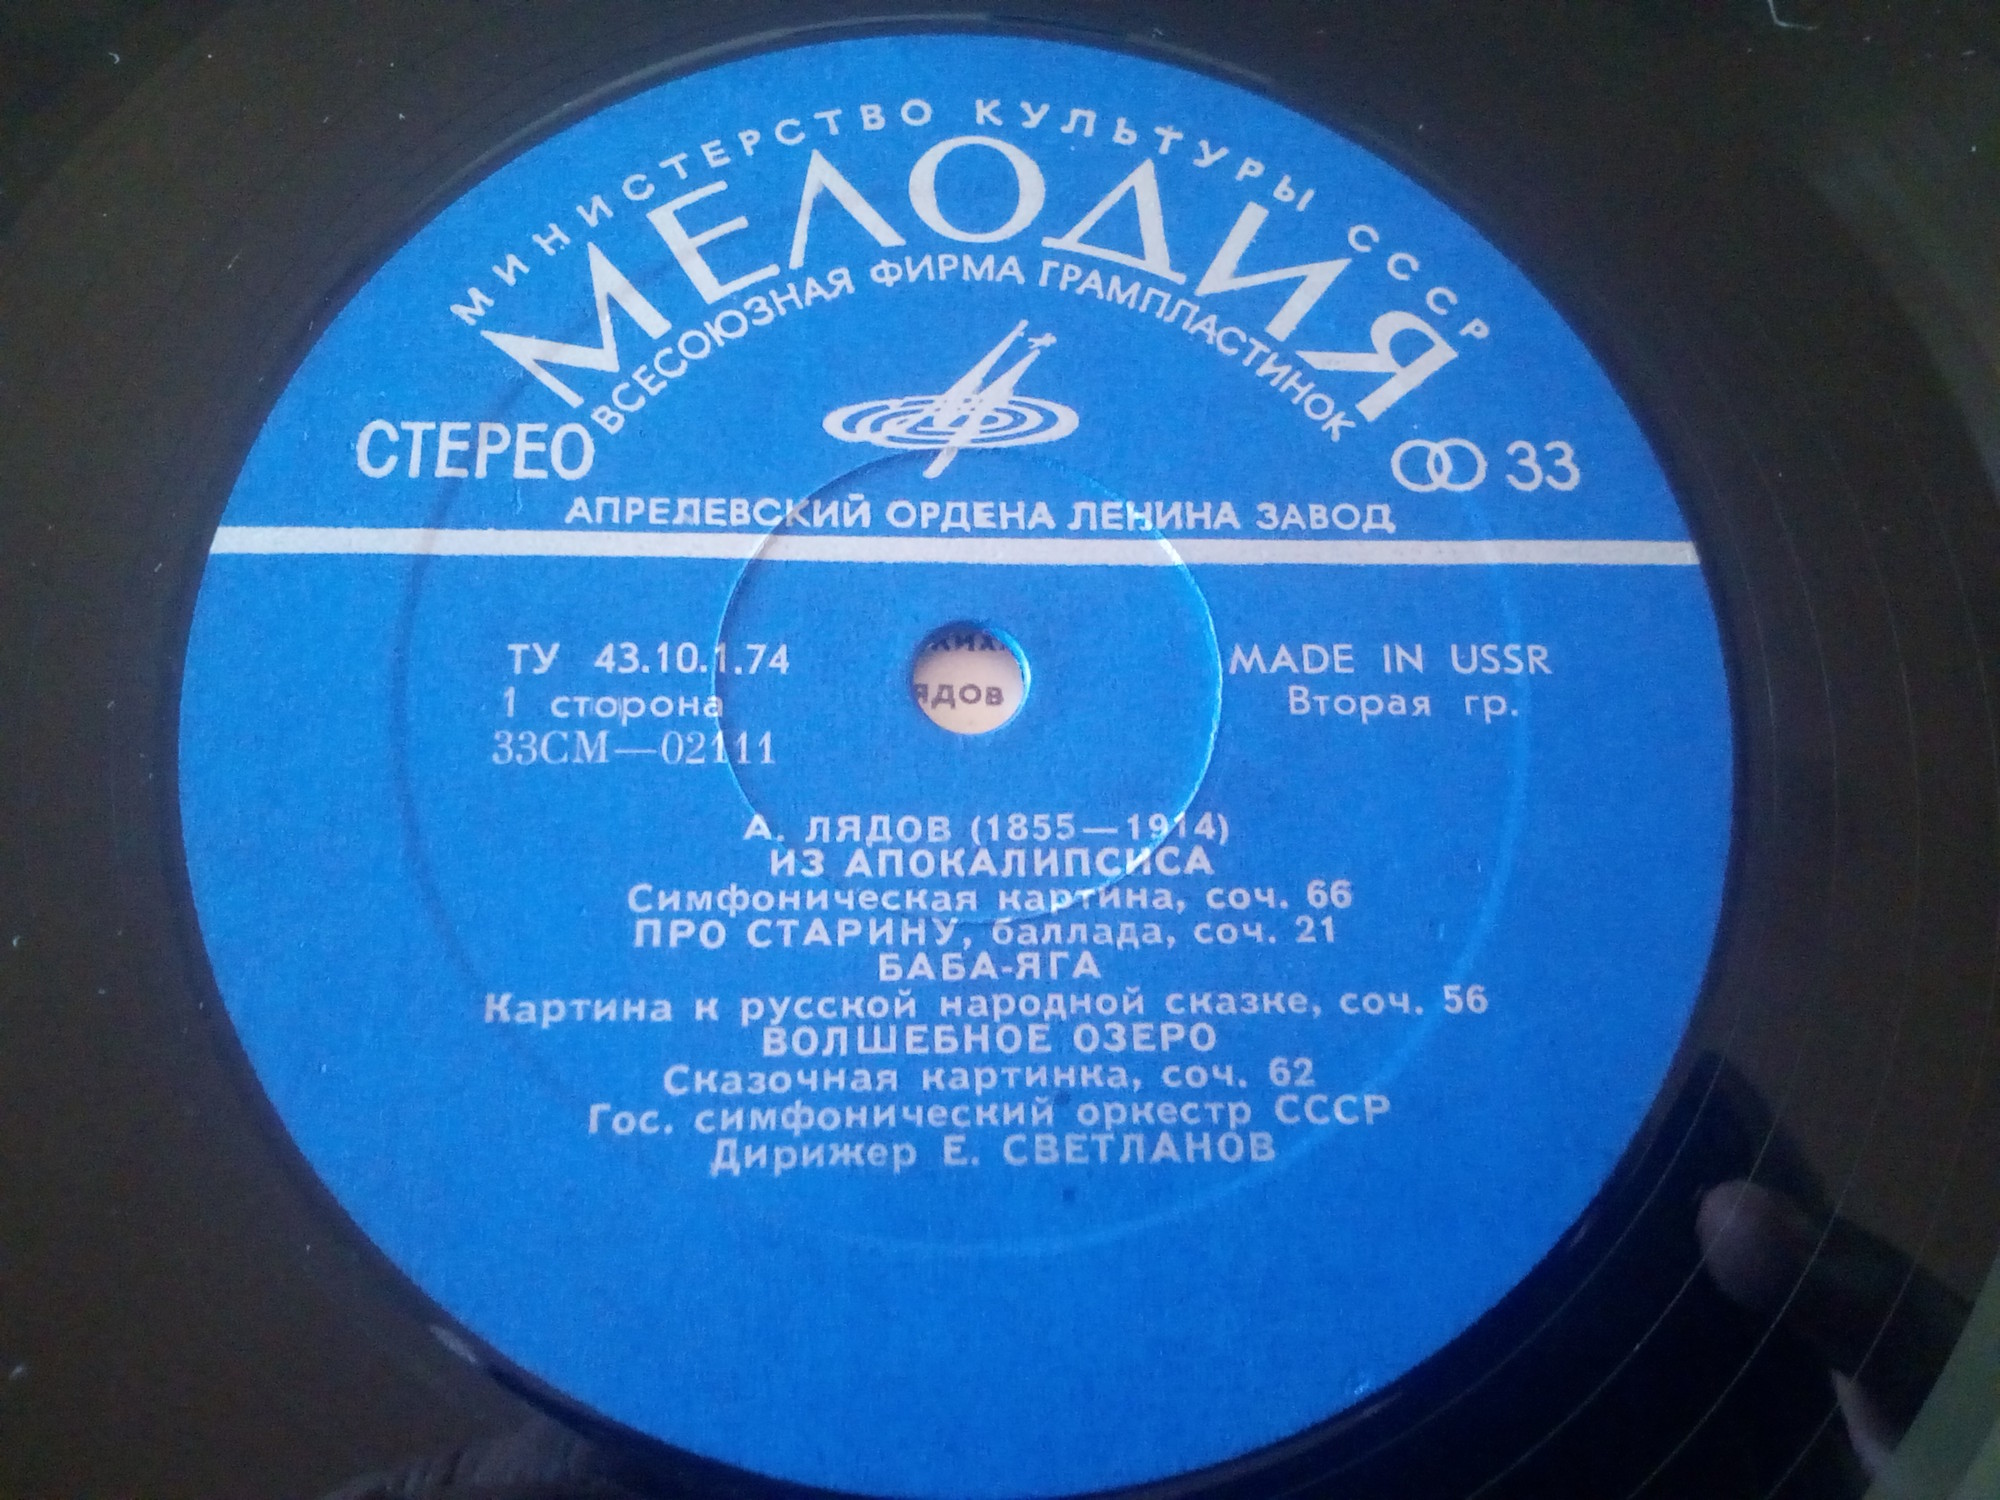 МИНИСТЕРСТВО КУЛЬТУРЫ СССР
МЕЛОДИЯ
ВСЕСОЮЗНАЯ ФИРМА ГРАМПЛАСТИНОК
СТЕРЕО
33
АПРЕЛЕВСКИЙ ОРДЕНА ЛЕНИНА ЗАВОД
ТУ 43.10.1.74
MADE IN USSR
1 сторона
Вторая гр.
33СМ—02111
ЯДОВ
А. ЛЯДОВ (1855—1914)
ИЗ АПОКАЛИПСИСА
Симфоническая картина, соч. 66
ПРО СТАРИНУ, баллада, соч. 21
БАБА-ЯГА
Картина к русской народной сказке, соч. 56
ВОЛШЕБНОЕ ОЗЕРО
Сказочная картинка, соч. 62
Гос. симфонический оркестр СССР
Дирижер Е. СВЕТЛАНОВ